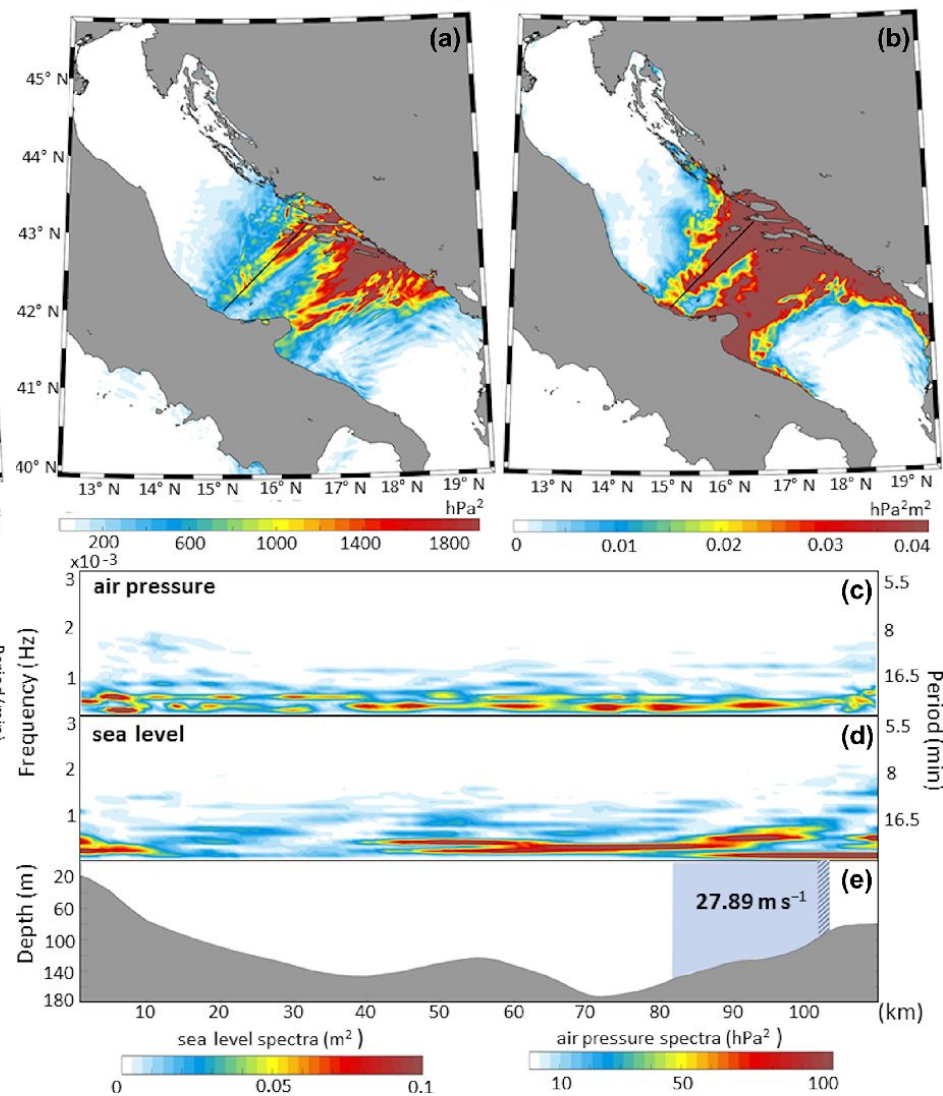 (a)
(b)
45° N
44° N
43° N
42° N
41° N
40° N
13° N 14° N 15° N 16° N 17° N 18° N 19° N
13° N 14° N 15° N 16° N 17° N 18° N 19° N
hPa²
200 600 1000 1400 1800
hPa²m²
0 0.01 0.02 0.03 0.04
x10⁻³
air pressure
(c)
3
2
1
5.5
8
16.5
sea level
(d)
3
2
1
5.5
8
16.5
Frequency (Hz)
Period (min)
(e)
27.89 m s⁻¹
Depth (m)
20
60
100
140
180
10 20 30 40 50 60 70 80 90 100 (km)
sea level spectra (m²)
0 0.05 0.1
air pressure spectra (hPa²)
10 50 100